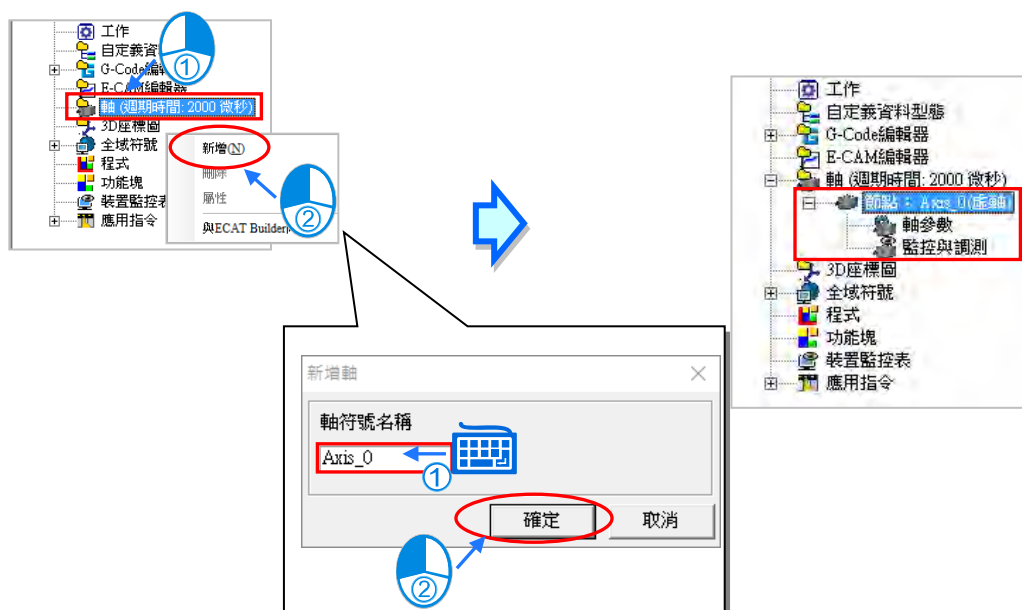 工作
自定義資
①
G-Code編輯
E-CAM編輯器
軸 (週期時間: 2000 微秒)
3D座標圖
全域符號
程式
功能塊
裝置監控表
應用指令
新增(N)
刪除
屬性
②
與ECAT Builder
工作
自定義資料型態
G-Code編輯器
E-CAM編輯器
軸 (週期時間: 2000 微秒)
節點 : Axis_0(虛軸)
軸參數
監控與調測
3D座標圖
全域符號
程式
功能塊
裝置監控表
應用指令
新增軸
軸符號名稱
Axis_0
①
確定
取消
②